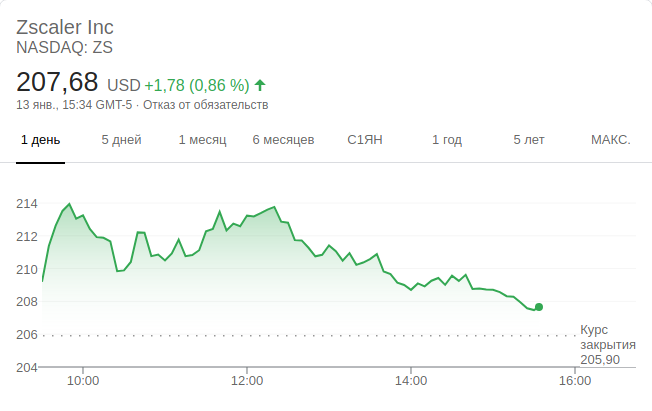 Zscaler Inc
NASDAQ: ZS
207,68 USD +1,78 (0,86 %)
13 янв., 15:34 GMT-5 · Отказ от обязательств
1 день 5 дней 1 месяц 6 месяцев С1ЯН 1 год 5 лет МАКС.
214
212
210
208
206
204
Курс
закрытия
205,90
10:00 12:00 14:00 16:00